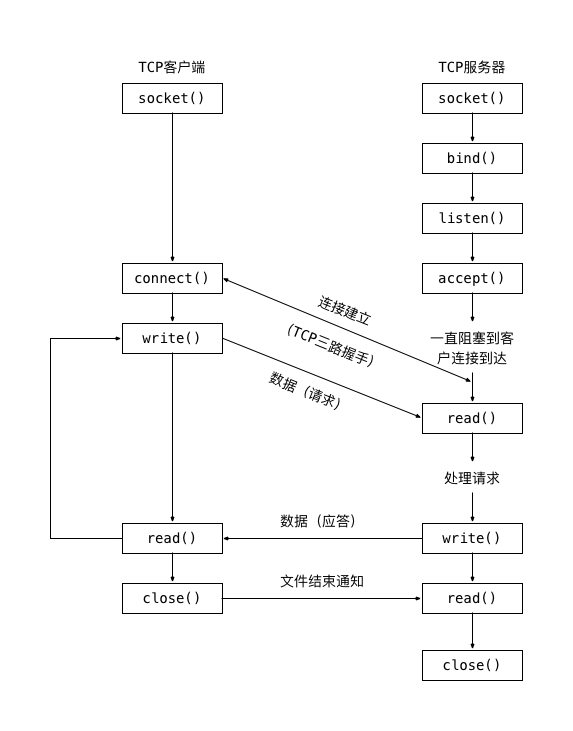 TCP客户端
TCP服务器
socket()
socket()
bind()
listen()
connect()
accept()
连接建立
（TCP三路握手）
write()
一直阻塞到客
户连接到达
数据（请求）
read()
处理请求
数据（应答）
read()
write()
文件结束通知
close()
read()
close()